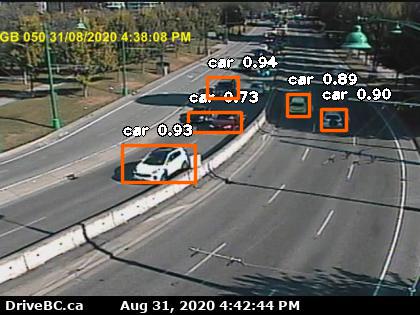 GB 050 31/08/2020 4:38:08 PM
car 0.94
car 0.89
car 0.73
car 0.90
car 0.93
DriveBC.ca Aug 31, 2020 4:42:44 PM